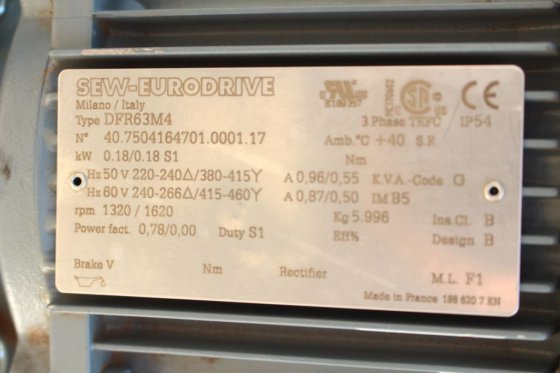 SEW-EURODRIVE
Milano / Italy
Type DFR63M4 3 Phase TEFC IP54
N° 40.7504164701.0001.17 Amb.°C +40 S.F.
kW 0.18/0.18 S1 Nm
Hz 50 V 220-240Δ/380-415Y A 0,96/0,55 K.V.A.-Code G
Hz 60 V 240-266Δ/415-460Y A 0,87/0,50 IM B5
rpm 1320 / 1620 Kg 5.996 Ins.Cl. B
Power fact. 0,78/0,00 Duty S1 Eff% Design B
Brake V Nm Rectifier M.L. F1
Made in France 188 620 7 EN